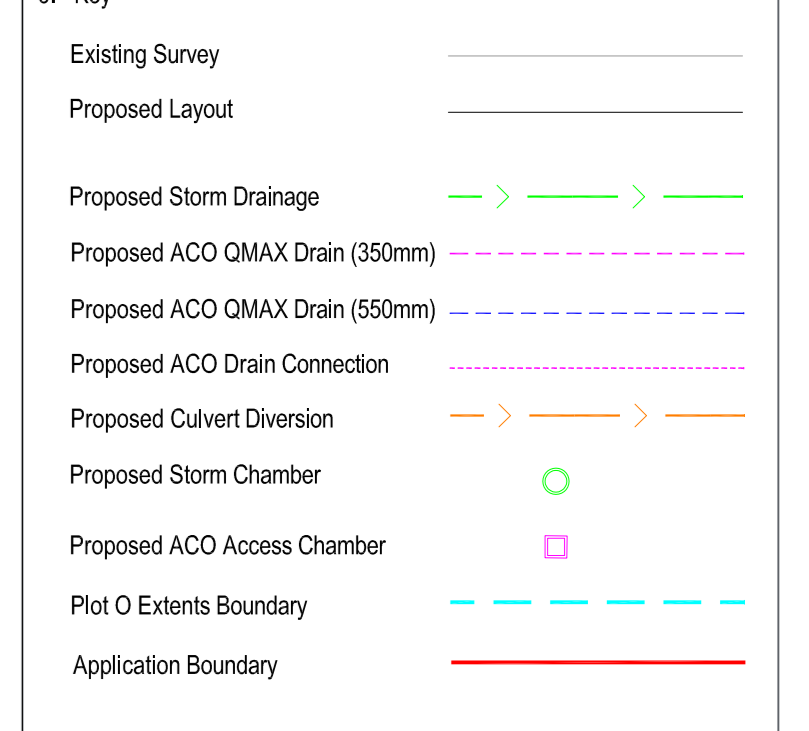 Existing Survey
Proposed Layout
Proposed Storm Drainage
Proposed ACO QMAX Drain (350mm)
Proposed ACO QMAX Drain (550mm)
Proposed ACO Drain Connection
Proposed Culvert Diversion
Proposed Storm Chamber
Proposed ACO Access Chamber
Plot O Extents Boundary
Application Boundary